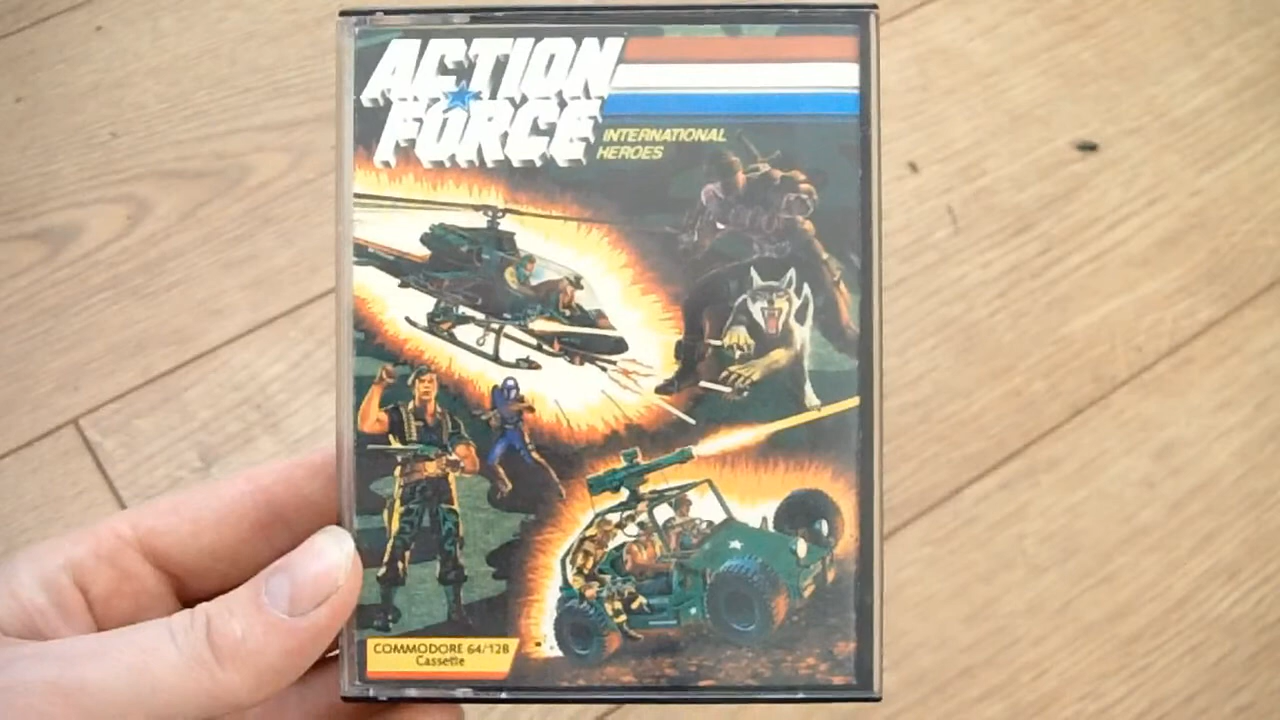 ACTION
FORCE
INTERNATIONAL
HEROES
COMMODORE 64/128
Cassette